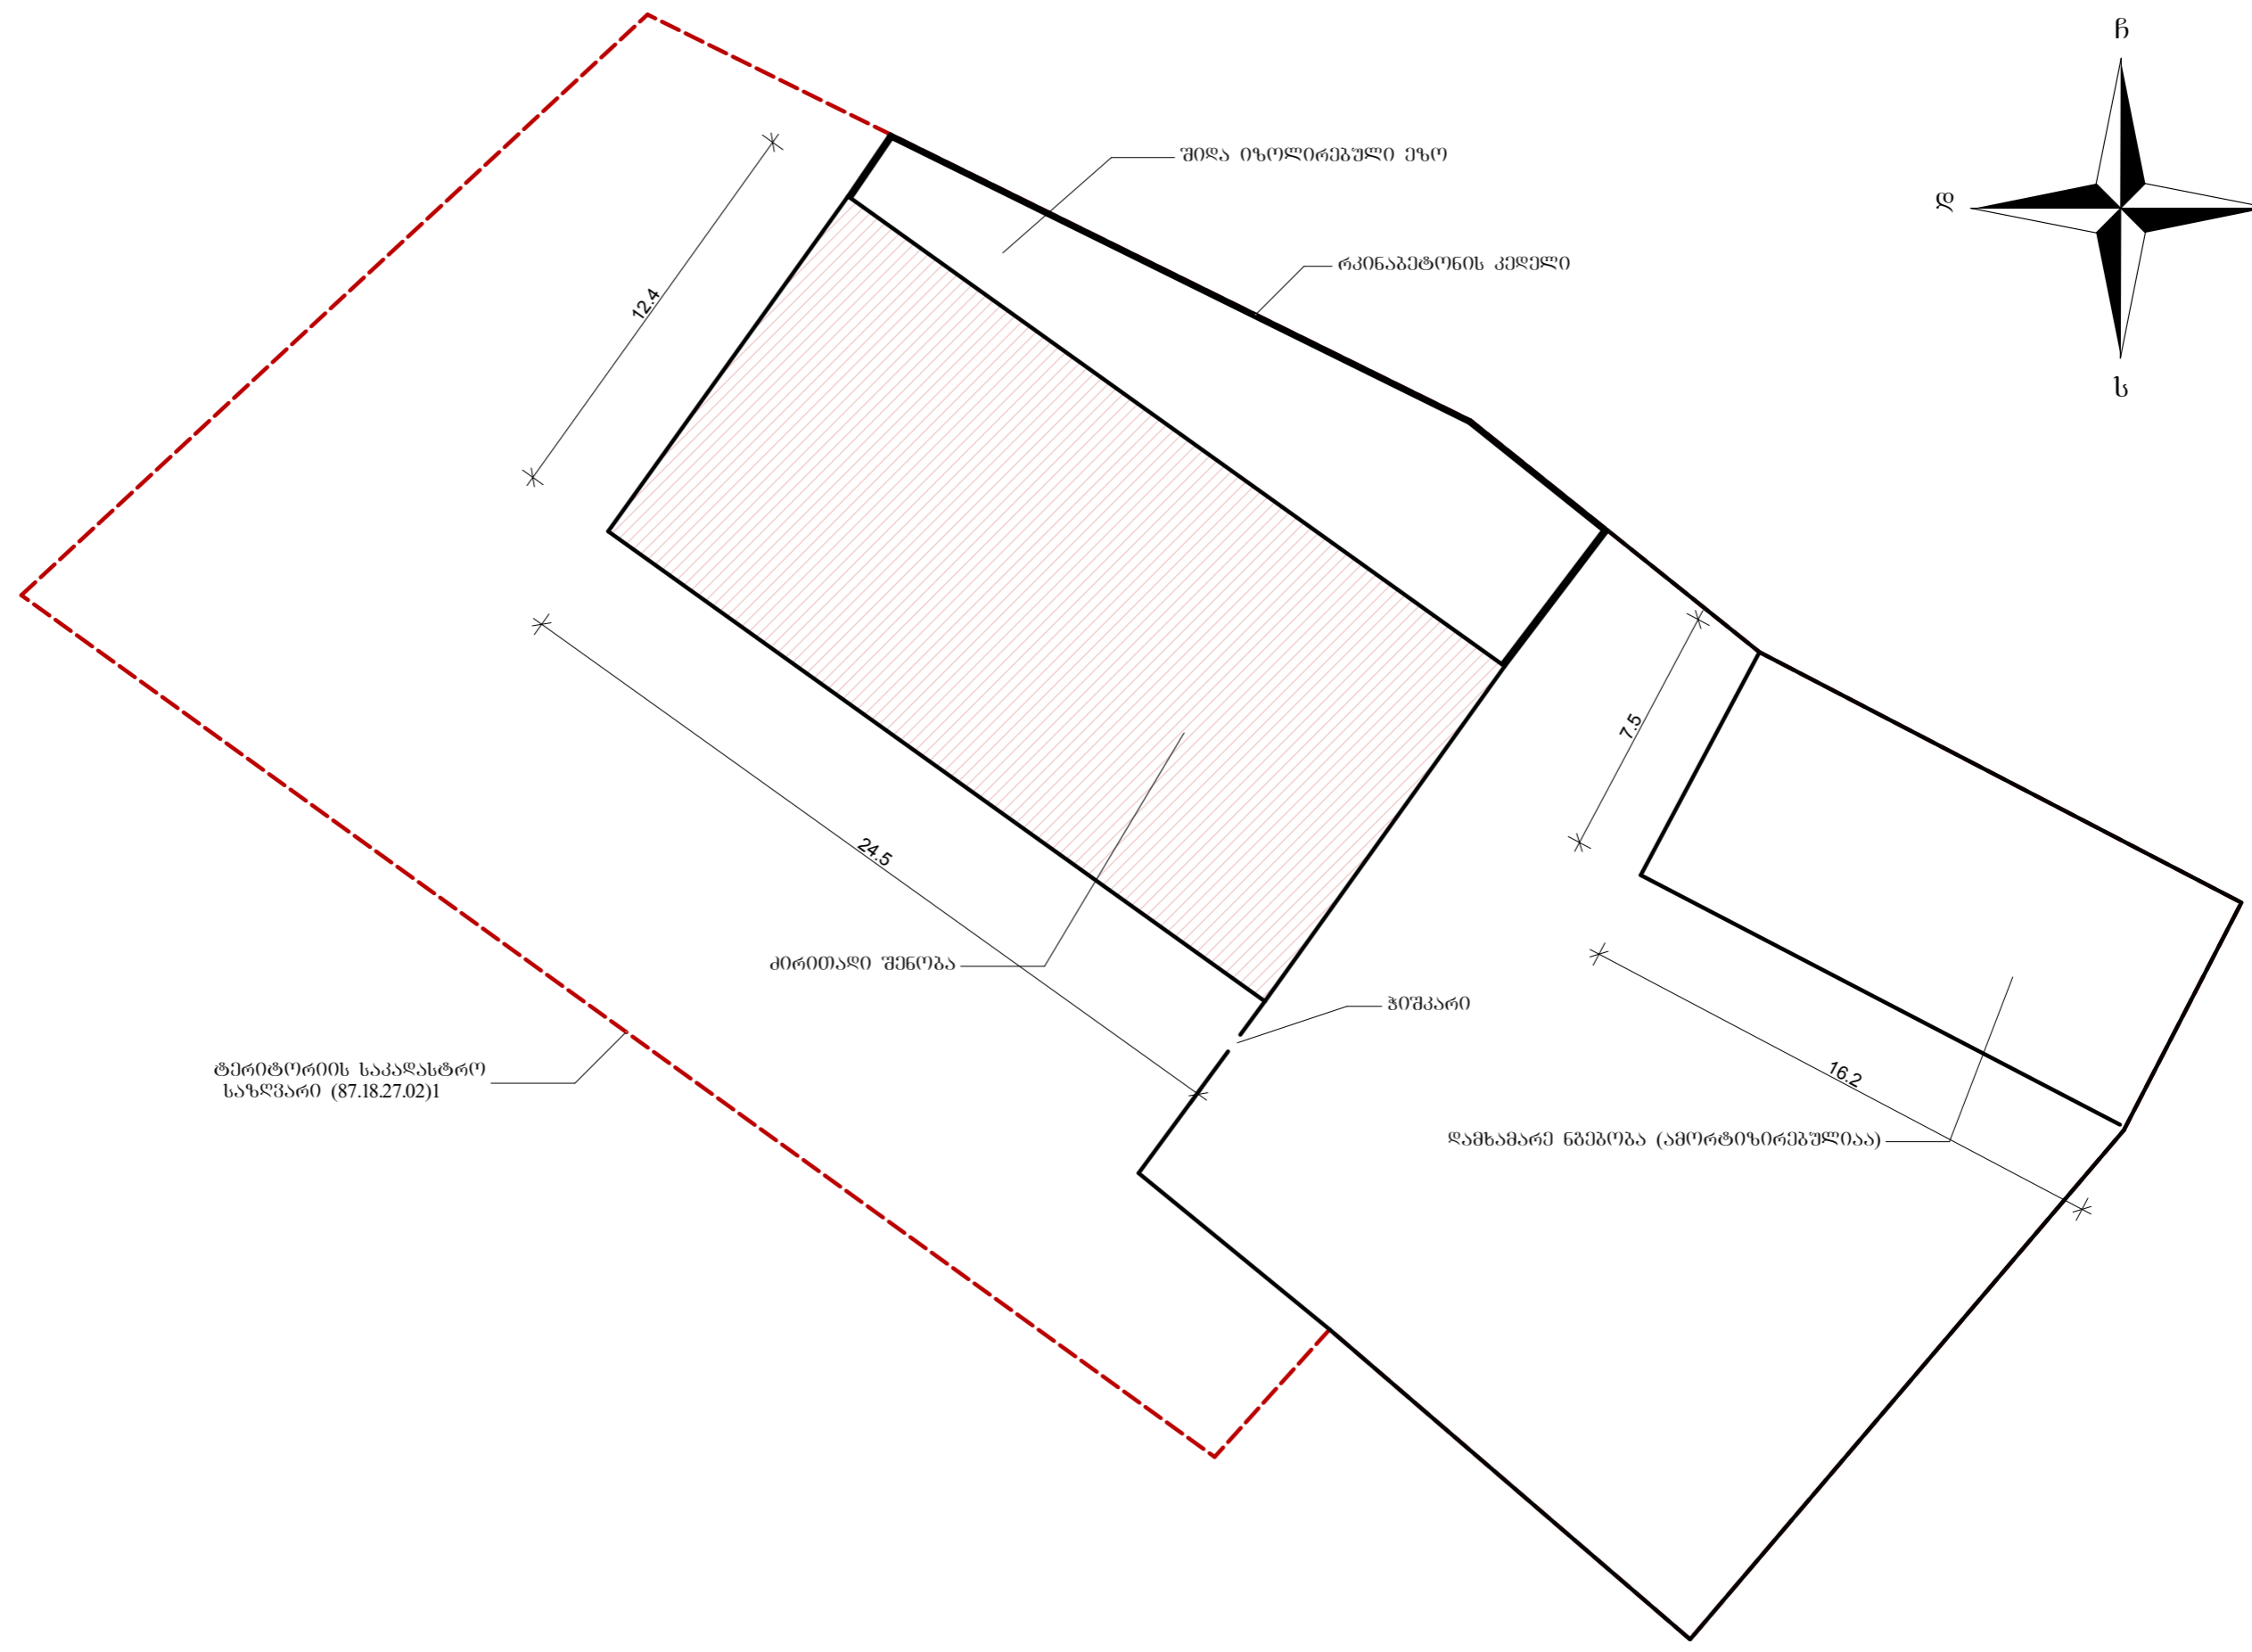 ჩ
შიდა იზოლირებული ეზო
დ
რკინაბეტონის კედელი
12.4
ს
7.5
24.5
ძირითადი შენობა
ჭიშკარი
ტერიტორიის საკადასტრო
საზღვარი (87.18.27.02)1
16.2
დამხამარე ნგებობა (ამორტიზირებულიაა)